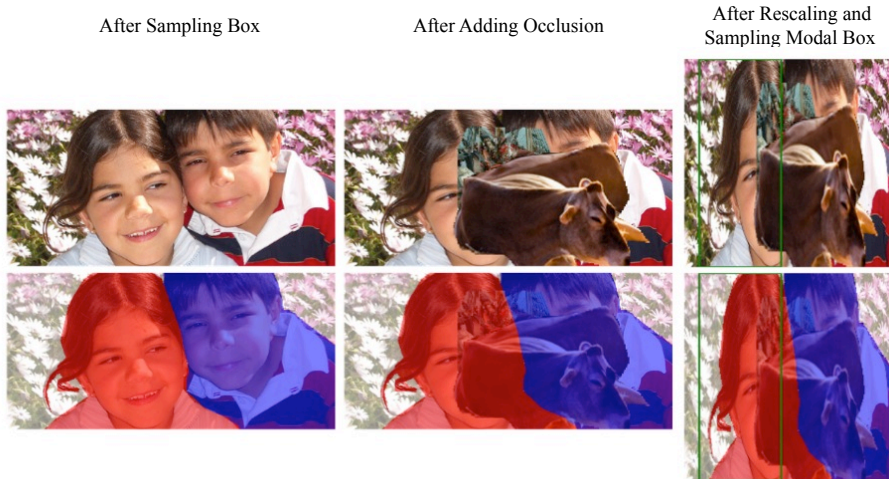 After Sampling Box
After Adding Occlusion
After Rescaling and
Sampling Modal Box